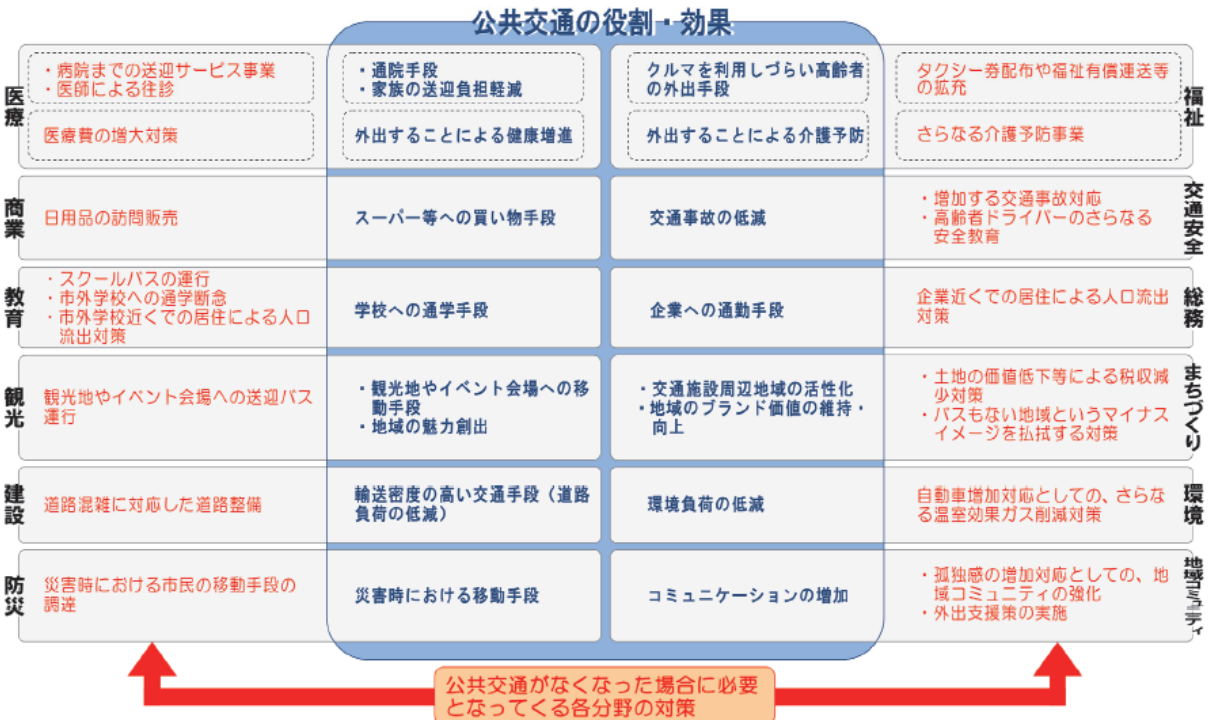 公共交通の役割・効果
医療
・病院までの送迎サービス事業
・医師による往診
医療費の増大対策
・通院手段
・家族の送迎負担軽減
外出することによる健康増進
クルマを利用しづらい高齢者
の外出手段
外出することによる介護予防
タクシー券配布や福祉有償運送等
の拡充
さらなる介護予防事業
福祉
商業
日用品の訪問販売
スーパー等への買い物手段
交通事故の低減
・増加する交通事故対応
・高齢者ドライバーのさらなる
安全教育
交通安全
教育
・スクールバスの運行
・市外学校への通学断念
・市外学校近くでの居住による人口
流出対策
学校への通学手段
企業への通勤手段
企業近くでの居住による人口流出
対策
総務
観光
観光地やイベント会場への送迎バス
運行
・観光地やイベント会場への移
動手段
・地域の魅力創出
・交通施設周辺地域の活性化
・地域のブランド価値の維持・
向上
・土地の価値低下等による税収減
少対策
・バスもない地域というマイナス
イメージを払拭する対策
まちづくり
建設
道路混雑に対応した道路整備
輸送密度の高い交通手段（道路
負荷の低減）
環境負荷の低減
自動車増加対応としての、さらな
る温室効果ガス削減対策
環境
防災
災害時における市民の移動手段の
調達
災害時における移動手段
コミュニケーションの増加
・孤独感の増加対応としての、地
域コミュニティの強化
・外出支援策の実施
地域コミュニティ
公共交通がなくなった場合に必要
となってくる各分野の対策